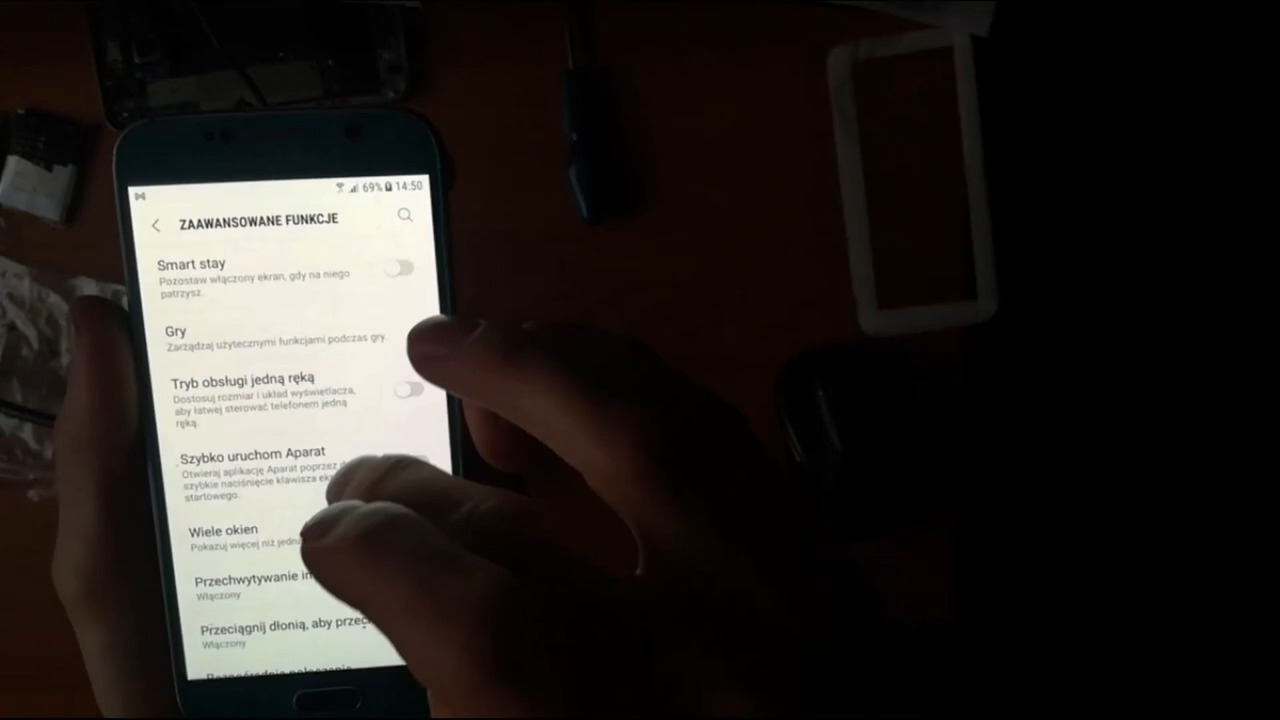 69% 14:50
ZAAWANSOWANE FUNKCJE
Smart stay
Pozostaw włączony ekran, gdy na niego
patrzysz.
Gry
Zarządzaj użytecznymi funkcjami podczas gry
Tryb obsługi jedną ręką
Dostosuj rozmiar i układ wyświetlacza,
aby łatwej sterować telefonem jedną
ręką.
Szybko uruchom Aparat
Otwieraj aplikację Aparat poprzez
szybkie naciśnięcie klawisza
startowego.
Wiele okien
Pokazuj więcej niż
Przechwytywanie
Włączony
Przeciągnij dłonią, aby
Włączony